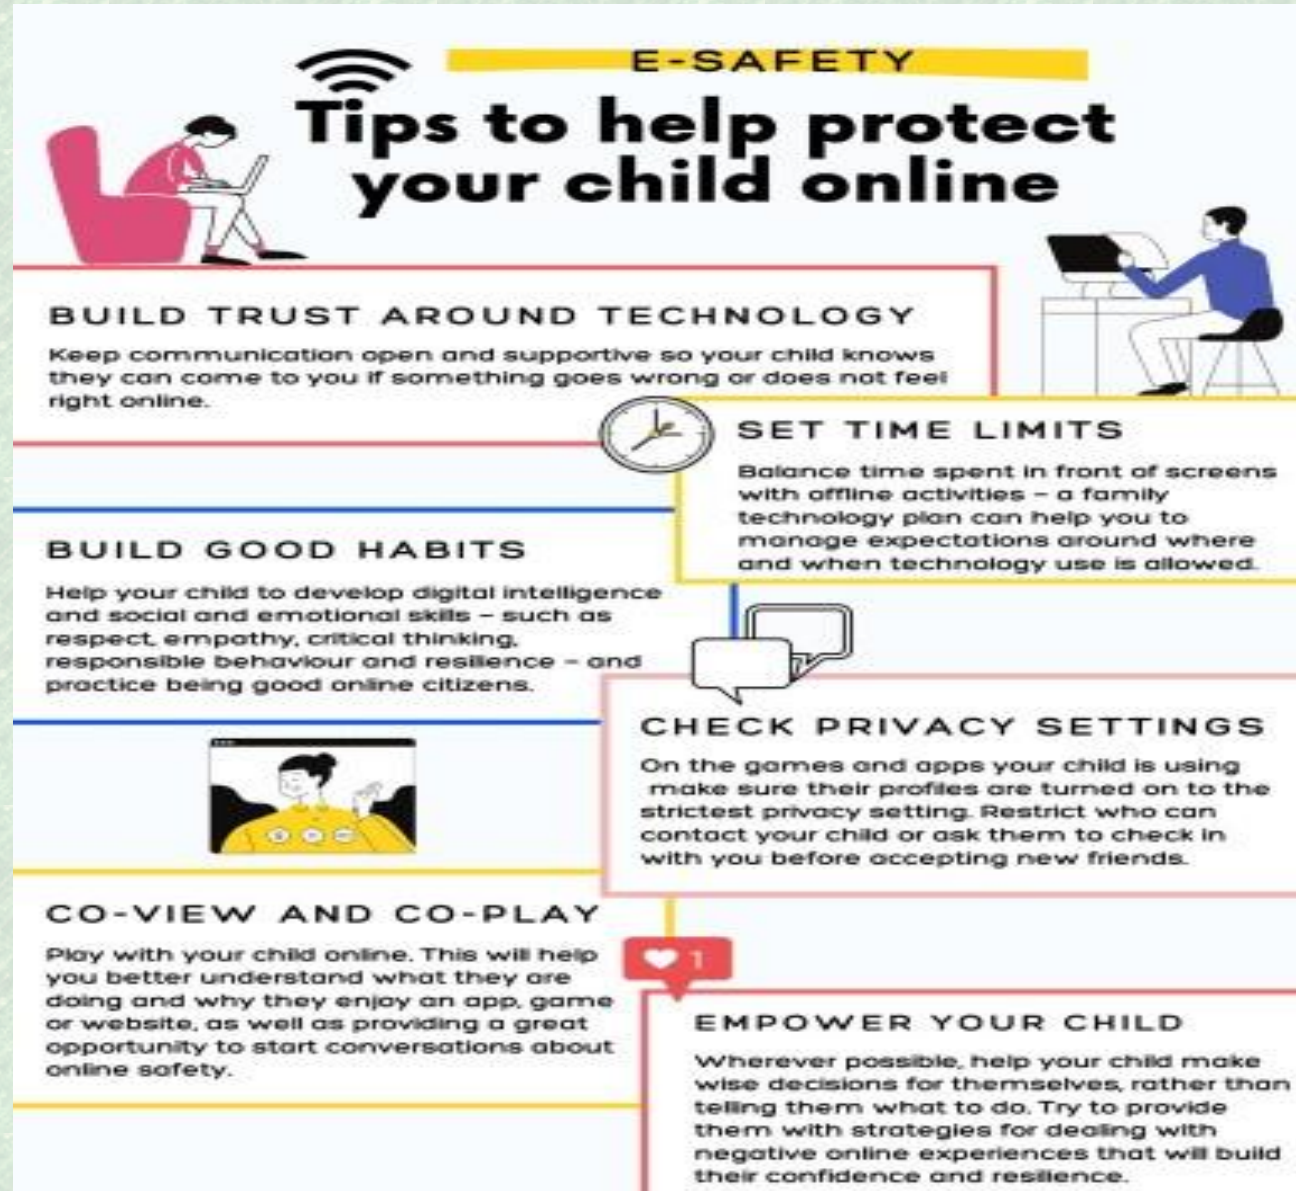 E-SAFETY
Tips to help protect
your child online
BUILD TRUST AROUND TECHNOLOGY
Keep communication open and supportive so your child knows
they can come to you if something goes wrong or does not feel
right online.
SET TIME LIMITS
Balance time spent in front of screens
with offline activities – a family
technology plan can help you to
manage expectations around where
and when technology use is allowed.
BUILD GOOD HABITS
Help your child to develop digital intelligence
and social and emotional skills – such as
respect, empathy, critical thinking,
responsible behaviour and resilience – and
practice being good online citizens.
CHECK PRIVACY SETTINGS
On the games and apps your child is using
make sure their profiles are turned on to the
strictest privacy setting. Restrict who can
contact your child or ask them to check in
with you before accepting new friends.
CO-VIEW AND CO-PLAY
Play with your child online. This will help
you better understand what they are
doing and why they enjoy an app, game
or website, as well as providing a great
opportunity to start conversations about
online safety.
1
EMPOWER YOUR CHILD
Wherever possible, help your child make
wise decisions for themselves, rather than
telling them what to do. Try to provide
them with strategies for dealing with
negative online experiences that will build
their confidence and resilience.